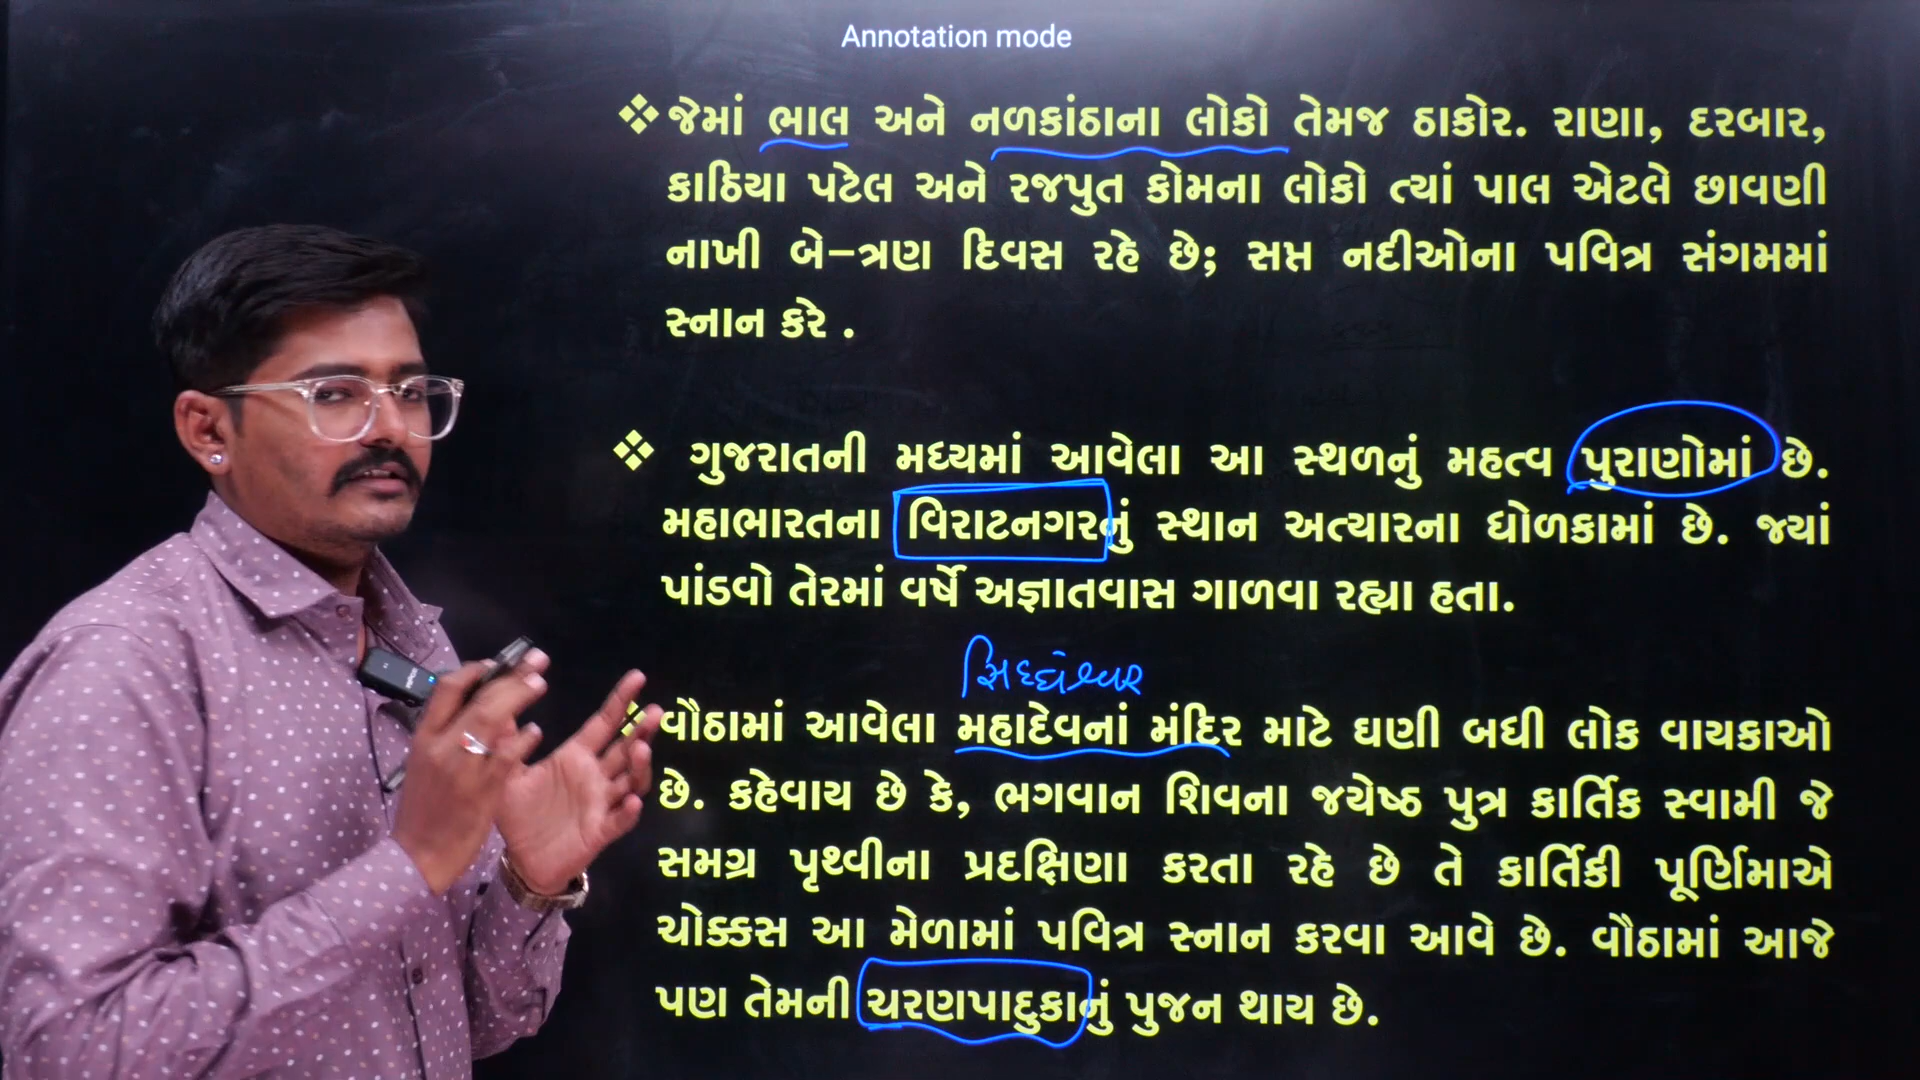 Annotation mode
❖જેમાં ભાલ અને નળકાંઠાના લોકો તેમજ ઠાકોર. રાણા, દરબાર,
કાઠિયા પટેલ અને રજપુત કોમના લોકો ત્યાં પાલ એટલે છાવણી
નાખી બે–ત્રણ દિવસ રહે છે; સપ્ત નદીઓના પવિત્ર સંગમમાં
સ્નાન કરે .
❖ ગુજરાતની મધ્યમાં આવેલા આ સ્થળનું મહત્વ પુરાણોમાં છે.
મહાભારતના વિરાટનગરનું સ્થાન અત્યારના ધોળકામાં છે. જ્યાં
પાંડવો તેરમાં વર્ષે અજ્ઞાતવાસ ગાળવા રહ્યા હતા.
❖વૌઠામાં આવેલા મહાદેવનાં મંદિર માટે ઘણી બધી લોક વાયકાઓ
છે. કહેવાય છે કે, ભગવાન શિવના જયેષ્ઠ પુત્ર કાર્તિક સ્વામી જે
સમગ્ર પૃથ્વીના પ્રદક્ષિણા કરતા રહે છે તે કાર્તિકી પૂર્ણિમાએ
ચોક્કસ આ મેળામાં પવિત્ર સ્નાન કરવા આવે છે. વૌઠામાં આજે
પણ તેમની ચરણપાદુકાનું પુજન થાય છે.